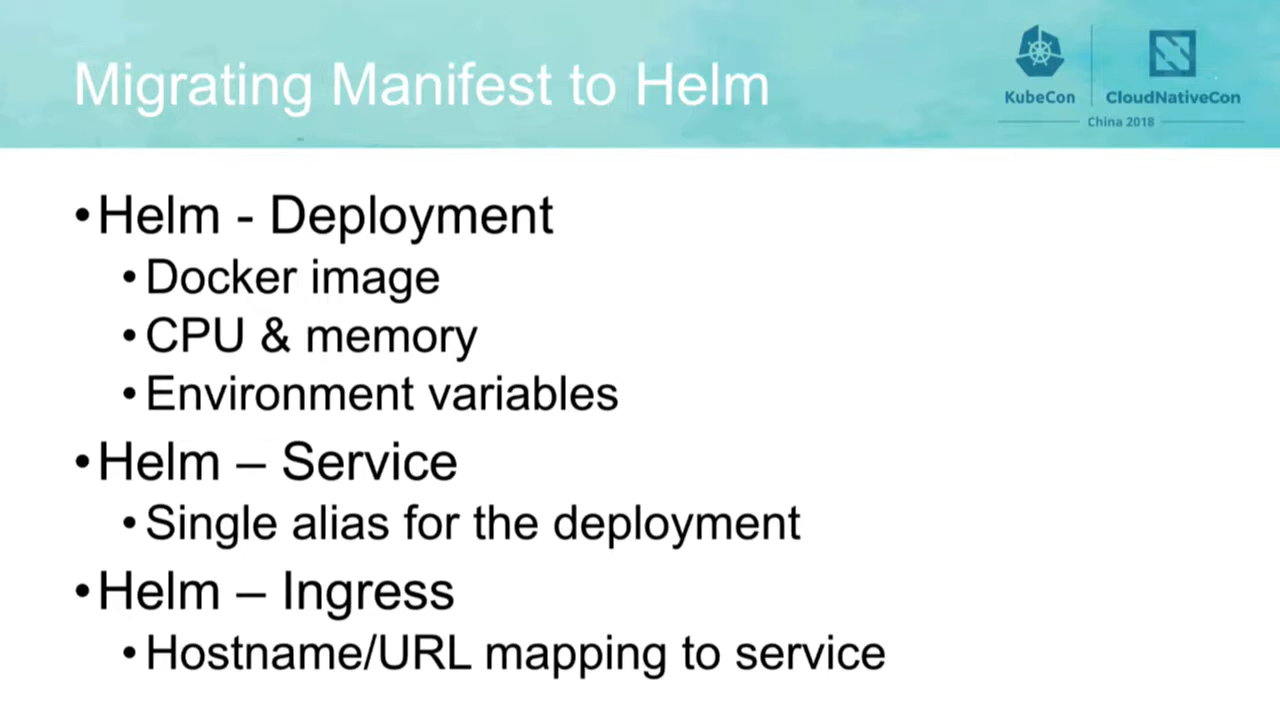 Migrating Manifest to Helm
KubeCon
CloudNativeCon
China 2018
•Helm - Deployment
•Docker image
•CPU & memory
•Environment variables
•Helm – Service
•Single alias for the deployment
•Helm – Ingress
•Hostname/URL mapping to service